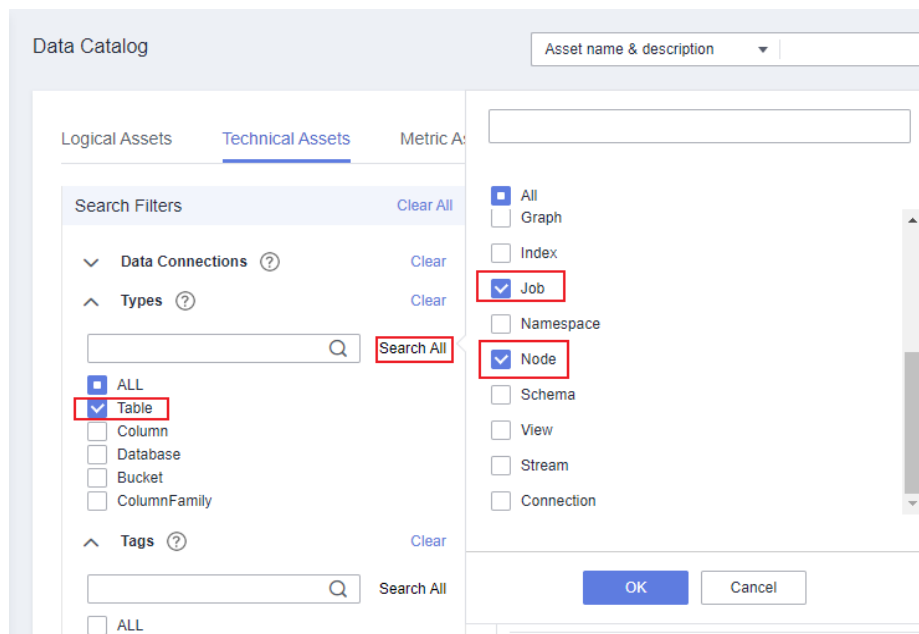 Data Catalog
Asset name & description
Logical Assets
Technical Assets
Metric As
Search Filters
Clear All
Data Connections ?
Clear
Types ?
Clear
Search All
ALL
Table
Column
Database
Bucket
ColumnFamily
Tags ?
Clear
Search All
ALL
All
Graph
Index
Job
Namespace
Node
Schema
View
Stream
Connection
OK
Cancel